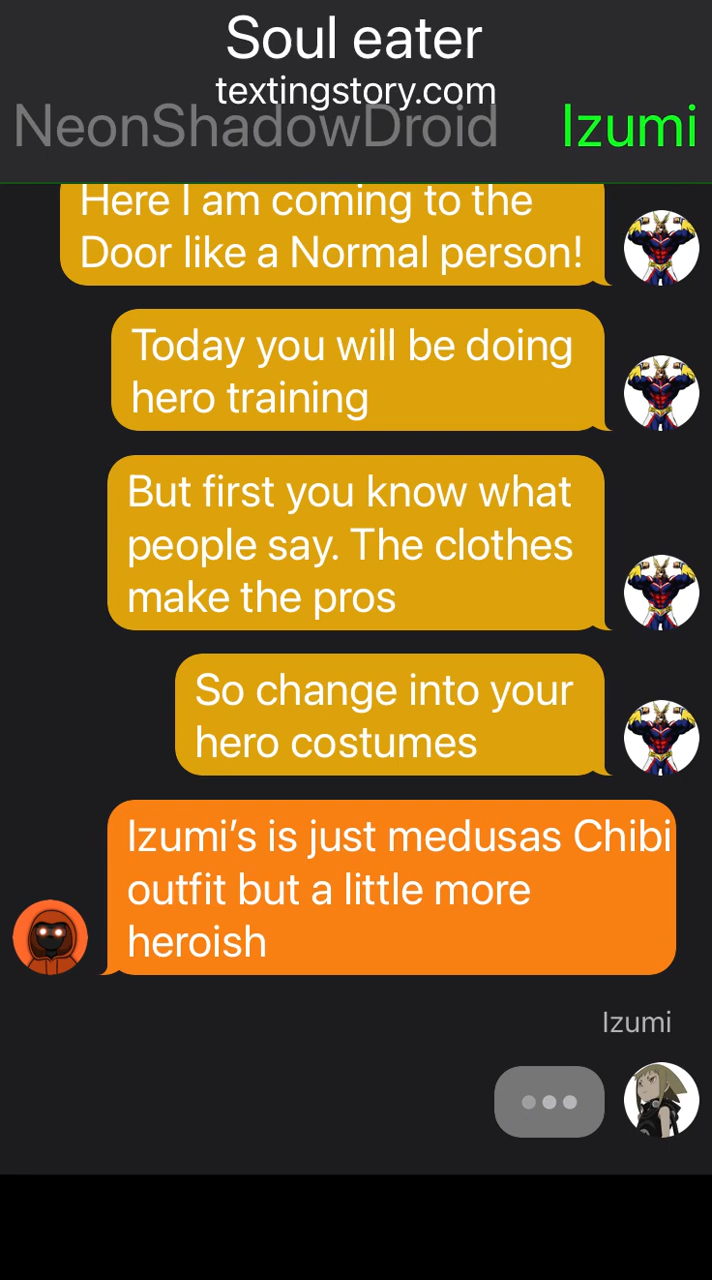 Soul eater
textingstory.com
NeonShadowDroid
Izumi
Here I am coming to the
Door like a Normal person!
Today you will be doing
hero training
But first you know what
people say. The clothes
make the pros
So change into your
hero costumes
Izumi’s is just medusas Chibi
outfit but a little more
heroish
Izumi